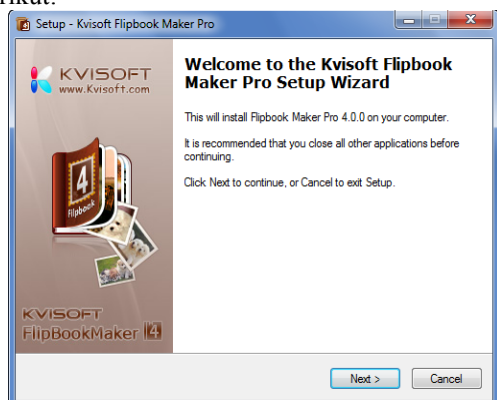 rikut:
Setup - Kvisoft Flipbook Maker Pro
KVISOFT
www.Kvisoft.com
4
Flipbook
KVISOFT
FlipBookMaker 4
Welcome to the Kvisoft Flipbook
Maker Pro Setup Wizard
This will install Flipbook Maker Pro 4.0.0 on your computer.
It is recommended that you close all other applications before
continuing.
Click Next to continue, or Cancel to exit Setup.
Next >
Cancel